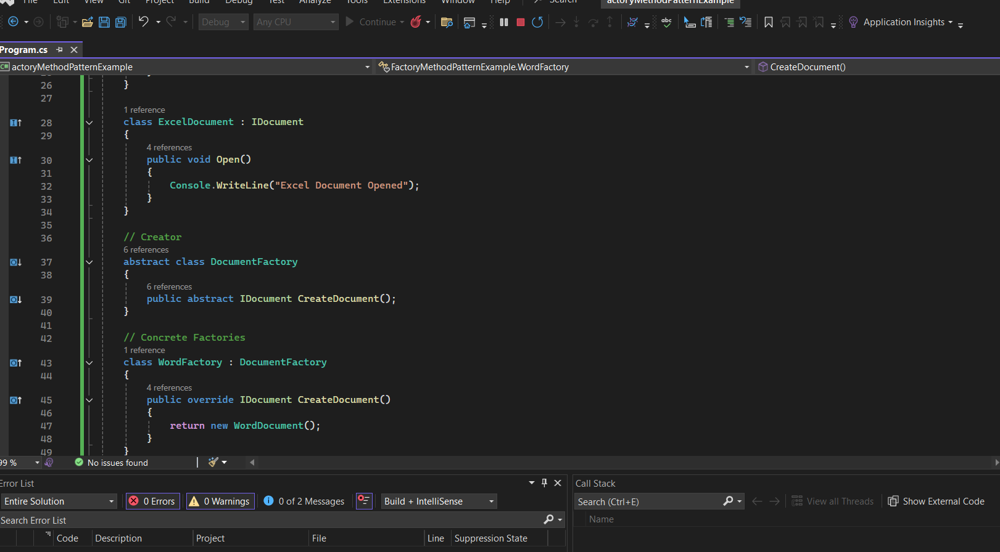 File Edit View Git Project Build Debug Test Analyze Tools Extensions Window Help Search actoryMethodPatternExample
Debug Any CPU Continue abc Application Insights
Program.cs
C# actoryMethodPatternExample FactoryMethodPatternExample.WordFactory CreateDocument()
26 }
27
1 reference
28 class ExcelDocument : IDocument
29 {
4 references
30 public void Open()
31 {
32 Console.WriteLine("Excel Document Opened");
33 }
34 }
35
36 // Creator
6 references
37 abstract class DocumentFactory
38 {
6 references
39 public abstract IDocument CreateDocument();
40 }
41
42 // Concrete Factories
1 reference
43 class WordFactory : DocumentFactory
44 {
4 references
45 public override IDocument CreateDocument()
46 {
47 return new WordDocument();
48 }
49 }
99 % No issues found
Error List
Entire Solution 0 Errors 0 Warnings 0 of 2 Messages Build + IntelliSense
Search Error List
Code Description Project File Line Suppression State
Call Stack
Search (Ctrl+E) View all Threads Show External Code
Name